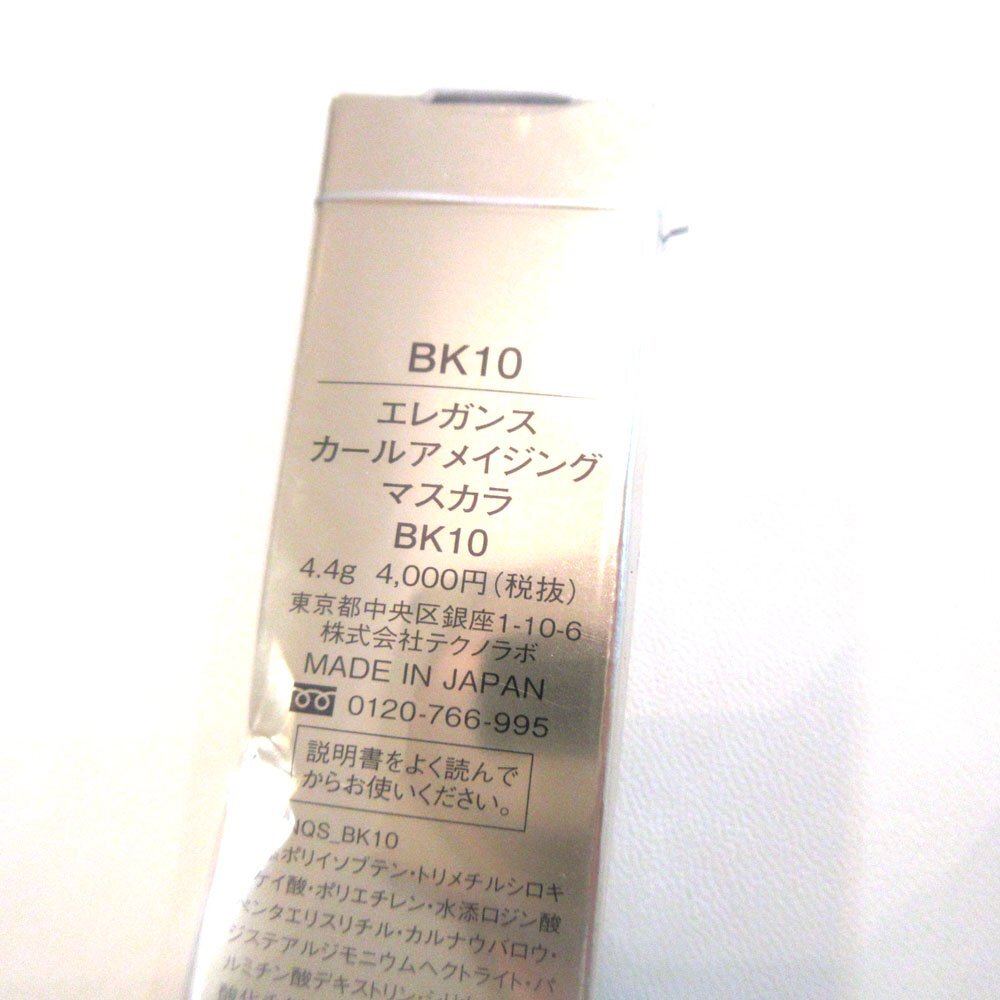 BK10
エレガンス
カールアメイジング
マスカラ
BK10
4.4g 4,000円(税抜)
東京都中央区銀座1-10-6
株式会社テクノラボ
MADE IN JAPAN
0120-766-995
説明書をよく読んで
からお使いください。
NQS_BK10
ポリイソブテン・トリメチルシロキ
ケイ酸・ポリエチレン・水添ロジン酸
ペンタエリスリチル・カルナウバロウ・
ジステアルジモニウムヘクトライト・パ
ルミチン酸デキストリン・